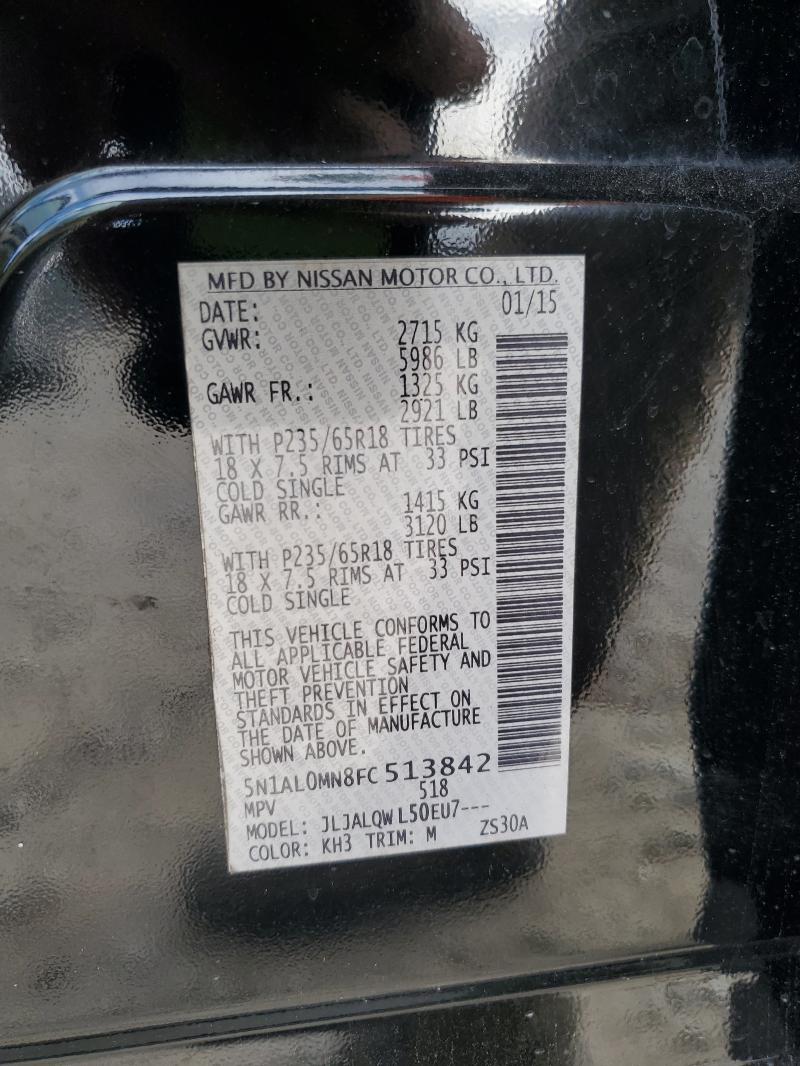 MFD BY NISSAN MOTOR CO., LTD.
DATE: 01/15
GVWR: 2715 KG
5986 LB
GAWR FR.: 1325 KG
2921 LB
WITH P235/65R18 TIRES
18 X 7.5 RIMS AT 33 PSI
COLD SINGLE
GAWR RR.: 1415 KG
3120 LB
WITH P235/65R18 TIRES
18 X 7.5 RIMS AT 33 PSI
COLD SINGLE
THIS VEHICLE CONFORMS TO
ALL APPLICABLE FEDERAL
MOTOR VEHICLE SAFETY AND
THEFT PREVENTION
STANDARDS IN EFFECT ON
THE DATE OF MANUFACTURE
SHOWN ABOVE.
5N1AL0MN8FC 513842
MPV 518
MODEL: JLJALQW L50EU7---
COLOR: KH3 TRIM: M ZS30A